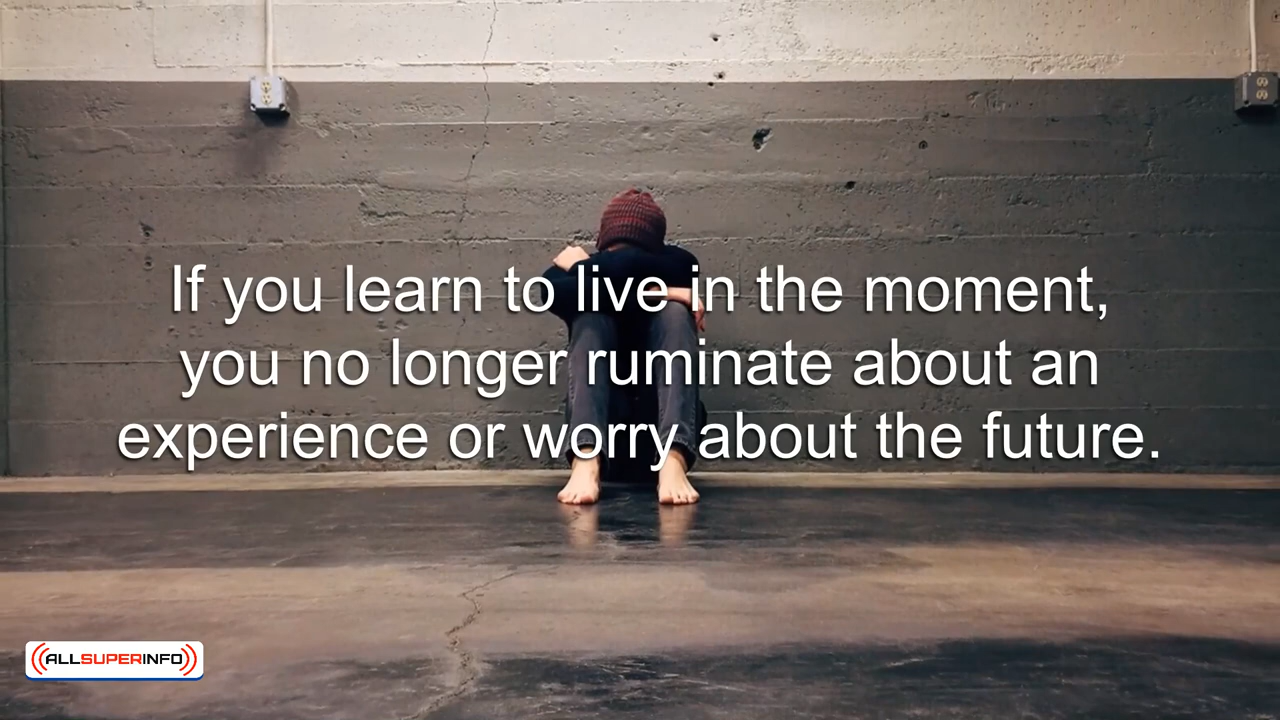 If you learn to live in the moment,
you no longer ruminate about an
experience or worry about the future.
ALLSUPERINFO